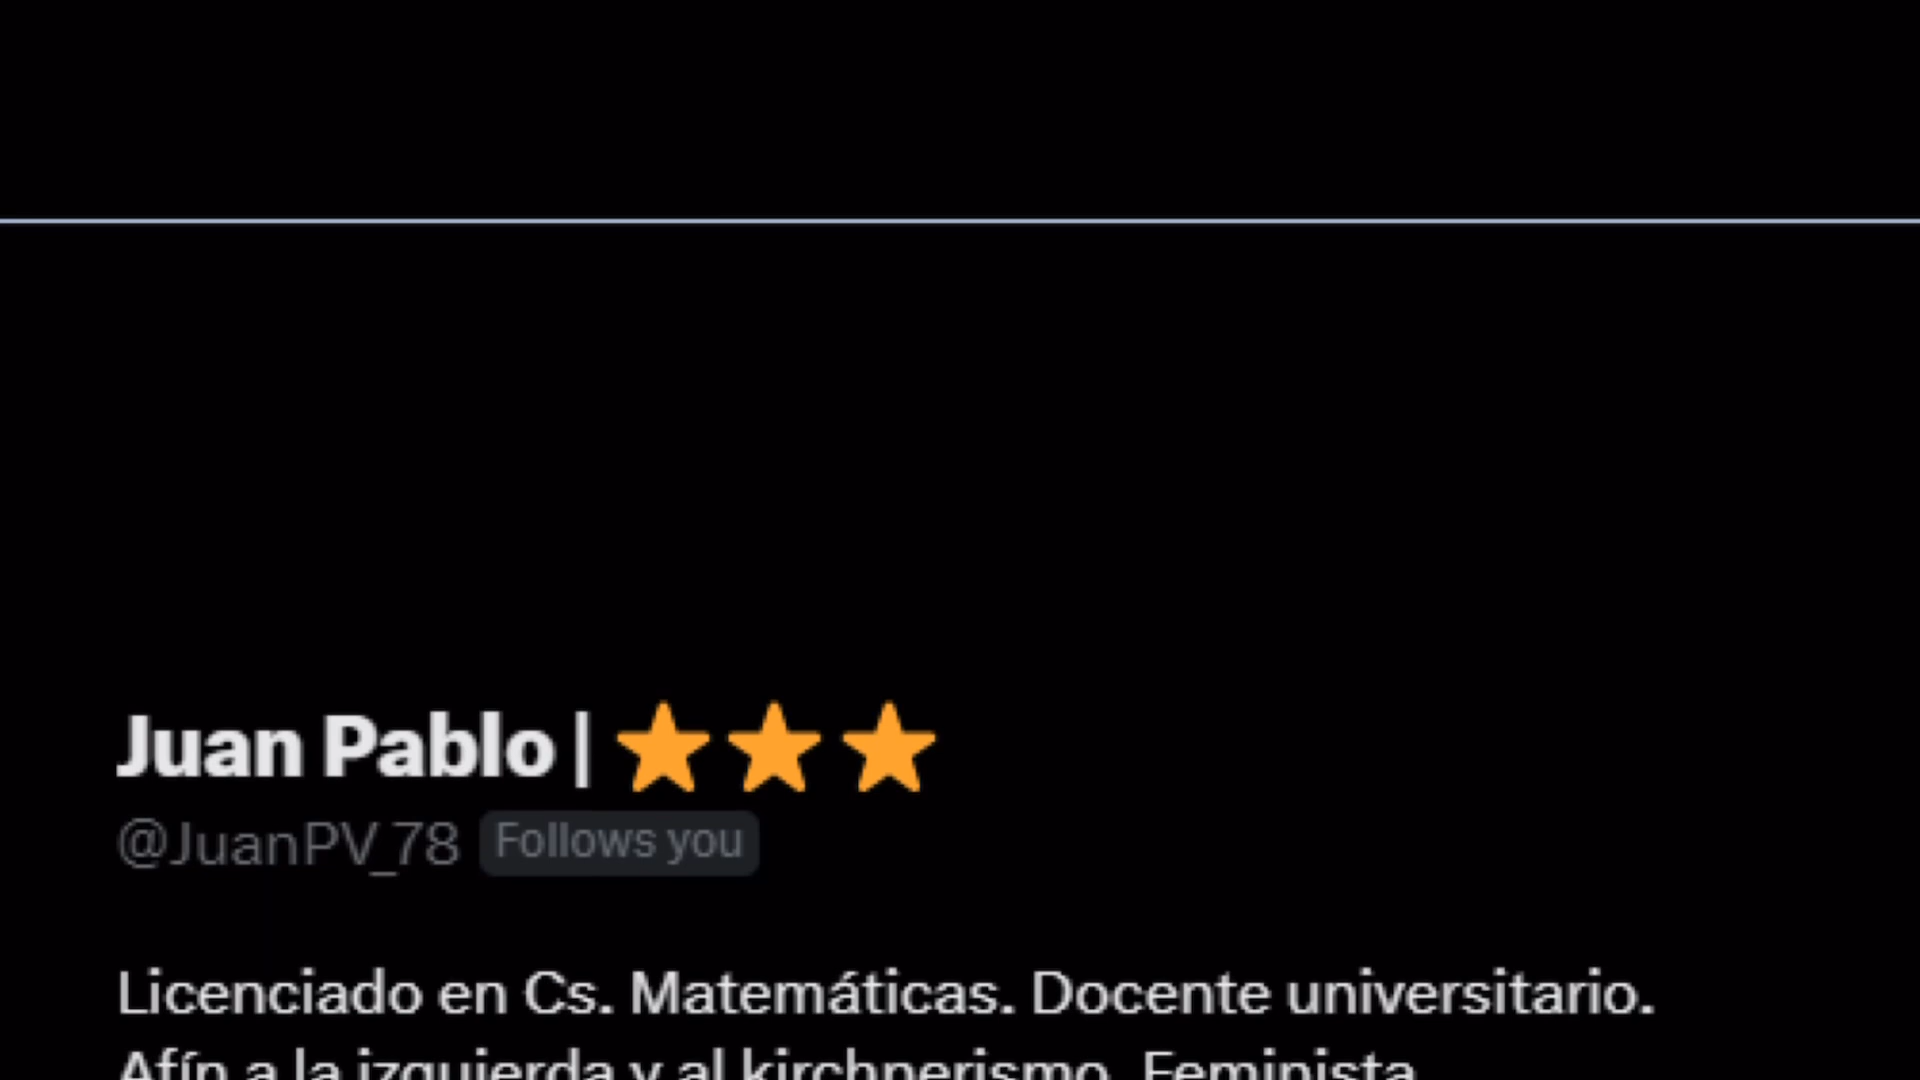 Juan Pablo | ⭐⭐⭐
@JuanPV_78 Follows you
Licenciado en Cs. Matemáticas. Docente universitario.
Afín a la izquierda y al kirchnerismo. Feminista